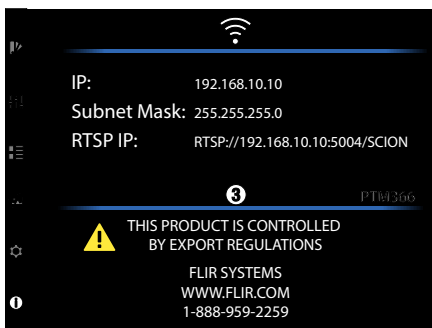 IP: 192.168.10.10
Subnet Mask: 255.255.255.0
RTSP IP: RTSP://192.168.10.10:5004/SCION
3 PTM366
THIS PRODUCT IS CONTROLLED
BY EXPORT REGULATIONS
FLIR SYSTEMS
WWW.FLIR.COM
1-888-959-2259